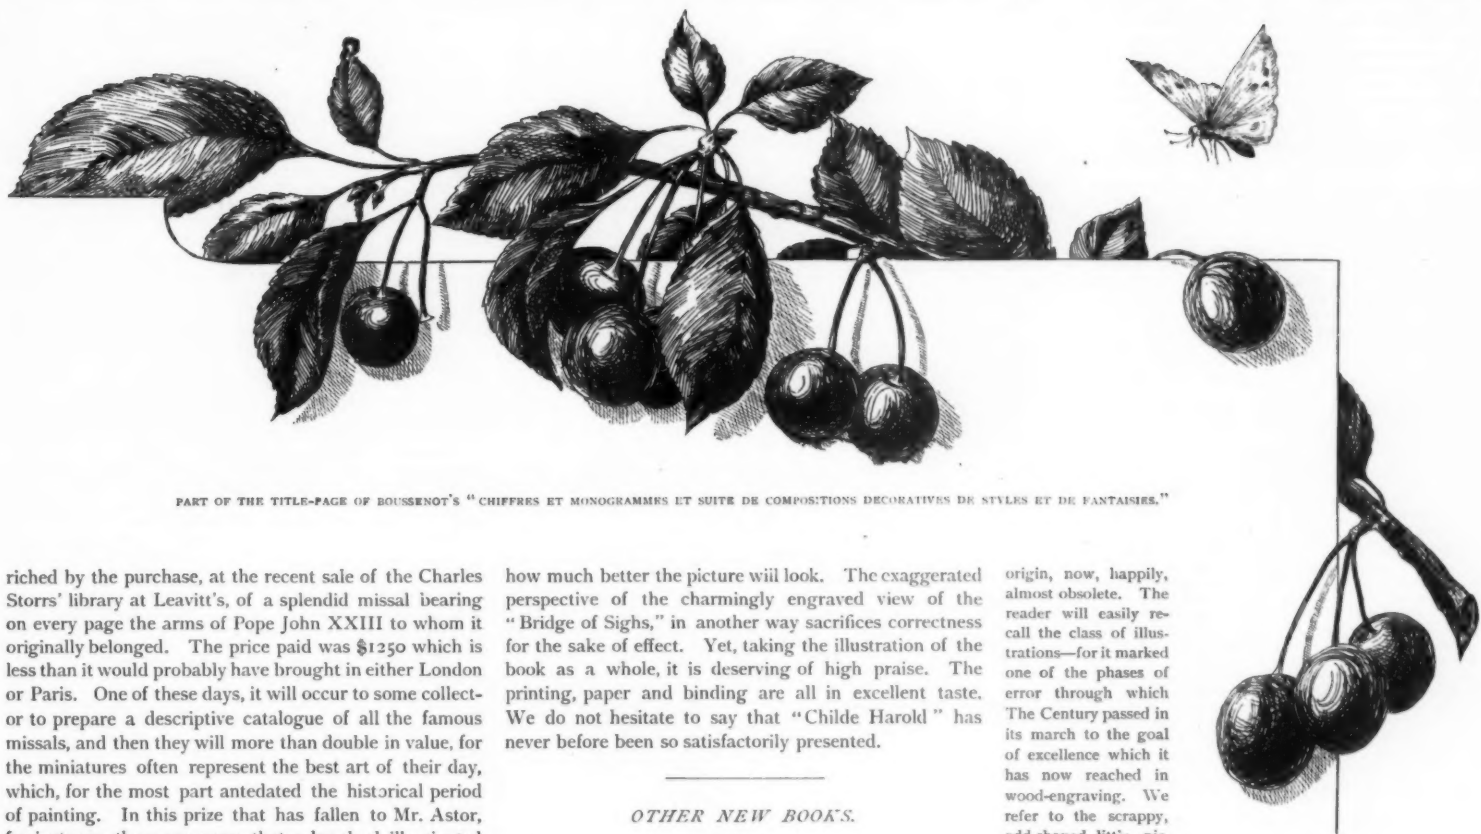 PART OF THE TITLE-PAGE OF BOUSSENOT'S "CHIFFRES ET MONOGRAMMES ET SUITE DE COMPOSITIONS DECORATIVES DE STYLES ET DE FANTAISIES."
riched by the purchase, at the recent sale of the Charles
Storrs' library at Leavitt's, of a splendid missal bearing
on every page the arms of Pope John XXIII to whom it
originally belonged. The price paid was $1250 which is
less than it would probably have brought in either London
or Paris. One of these days, it will occur to some collect-
or to prepare a descriptive catalogue of all the famous
missals, and then they will more than double in value, for
the miniatures often represent the best art of their day,
which, for the most part antedated the historical period
of painting. In this prize that has fallen to Mr. Astor,
how much better the picture will look. The exaggerated
perspective of the charmingly engraved view of the
"Bridge of Sighs," in another way sacrifices correctness
for the sake of effect. Yet, taking the illustration of the
book as a whole, it is deserving of high praise. The
printing, paper and binding are all in excellent taste.
We do not hesitate to say that "Childe Harold" has
never before been so satisfactorily presented.
OTHER NEW BOOKS.
origin, now, happily,
almost obsolete. The
reader will easily re-
call the class of illus-
trations—for it marked
one of the phases of
error through which
The Century passed in
its march to the goal
of excellence which it
has now reached in
wood-engraving. We
refer to the scrappy,